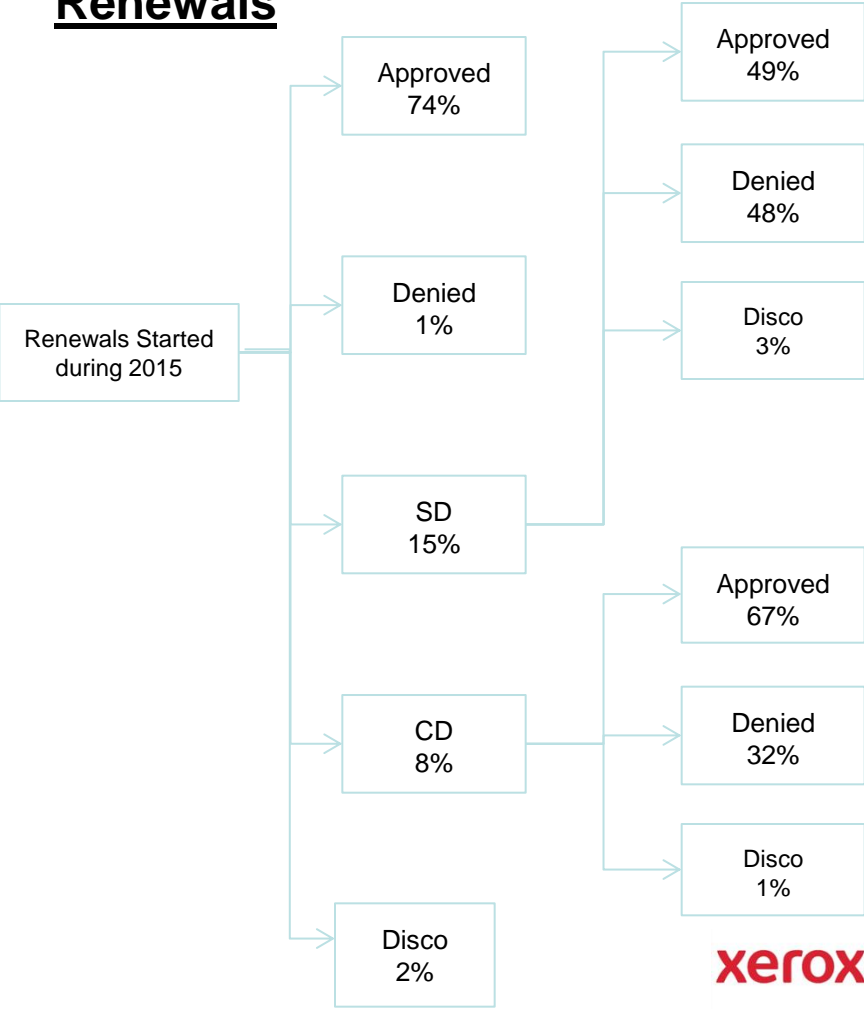 Renewals
Renewals Started
during 2015
Approved
74%
Denied
1%
SD
15%
CD
8%
Disco
2%
Approved
49%
Denied
48%
Disco
3%
Approved
67%
Denied
32%
Disco
1%
xerox